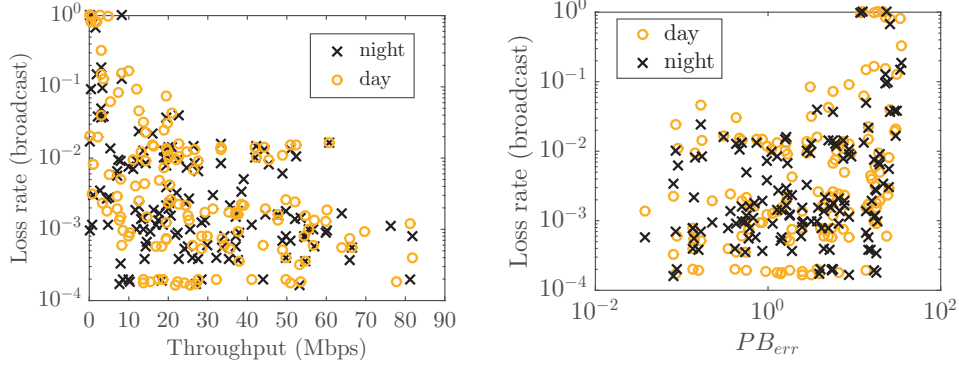 10^0
10^-1
10^-2
10^-3
10^-4
Loss rate (broadcast)
night
day
0 10 20 30 40 50 60 70 80 90
Throughput (Mbps)
10^0
10^-1
10^-2
10^-3
10^-4
Loss rate (broadcast)
day
night
10^-2 10^0 10^2
PB_err